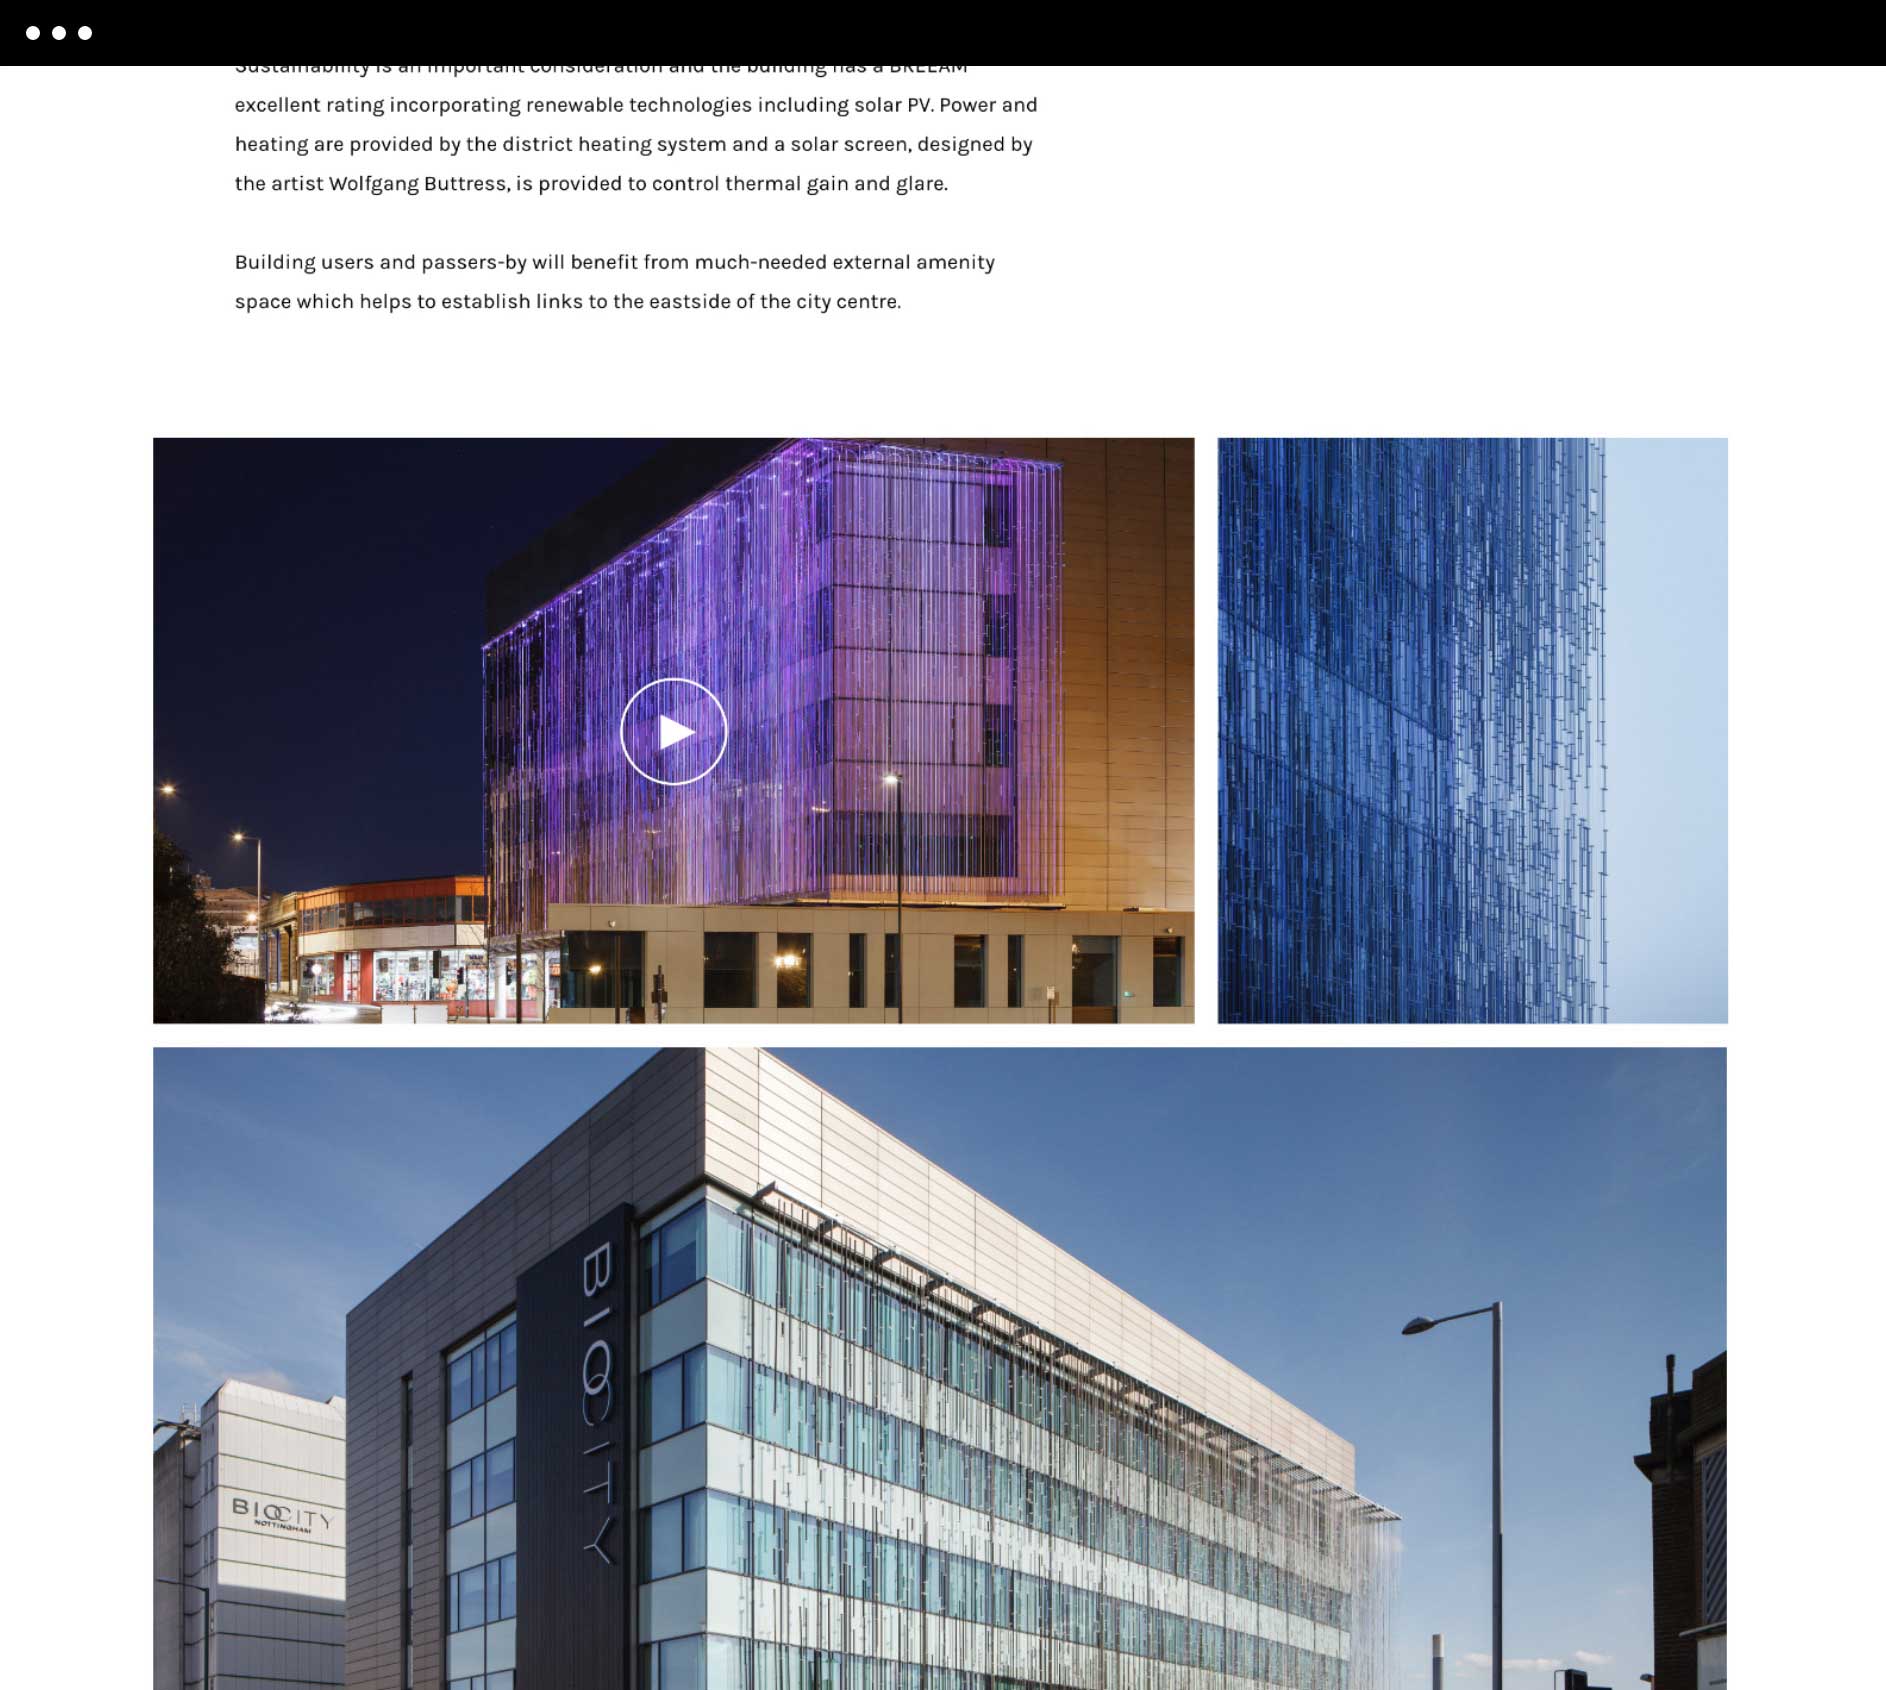 Sustainability is an important consideration and the building has a BREEAM
excellent rating incorporating renewable technologies including solar PV. Power and
heating are provided by the district heating system and a solar screen, designed by
the artist Wolfgang Buttress, is provided to control thermal gain and glare.
Building users and passers-by will benefit from much-needed external amenity
space which helps to establish links to the eastside of the city centre.
BIOCITY
BIOCITY
NOTTINGHAM